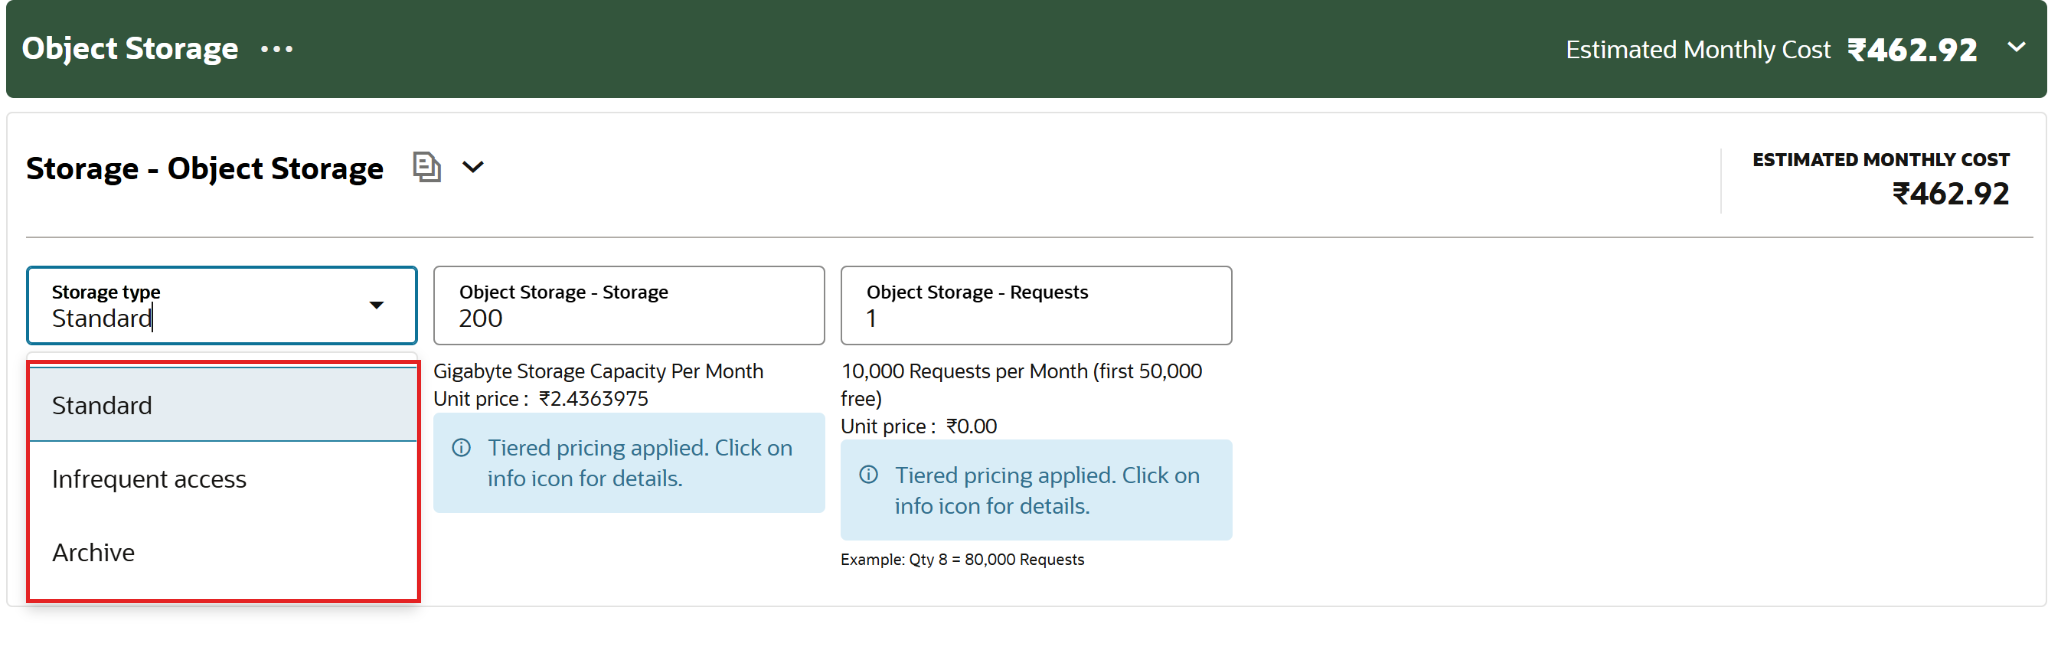 Object Storage ...
Estimated Monthly Cost ₹462.92
Storage - Object Storage
ESTIMATED MONTHLY COST
₹462.92
Storage type
Standard
Standard
Infrequent access
Archive
Object Storage - Storage
200
Gigabyte Storage Capacity Per Month
Unit price : ₹2.4363975
Tiered pricing applied. Click on
info icon for details.
Object Storage - Requests
1
10,000 Requests per Month (first 50,000
free)
Unit price : ₹0.00
Tiered pricing applied. Click on
info icon for details.
Example: Qty 8 = 80,000 Requests